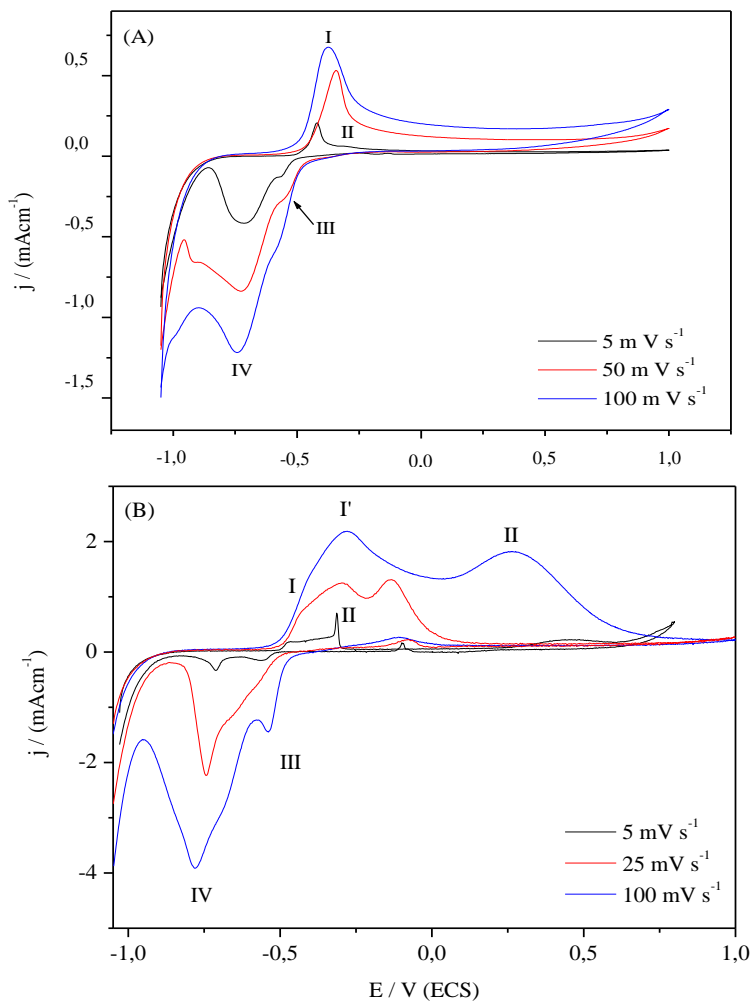 (A)
I
II
III
IV
j / (mAcm⁻¹)
0,5
0,0
-0,5
-1,0
-1,5
5 m V s⁻¹
50 m V s⁻¹
100 m V s⁻¹
-1,0 -0,5 0,0 0,5 1,0
(B)
I'
II
I
II
III
IV
j / (mAcm⁻¹)
2
0
-2
-4
5 mV s⁻¹
25 mV s⁻¹
100 mV s⁻¹
-1,0 -0,5 0,0 0,5 1,0
E / V (ECS)